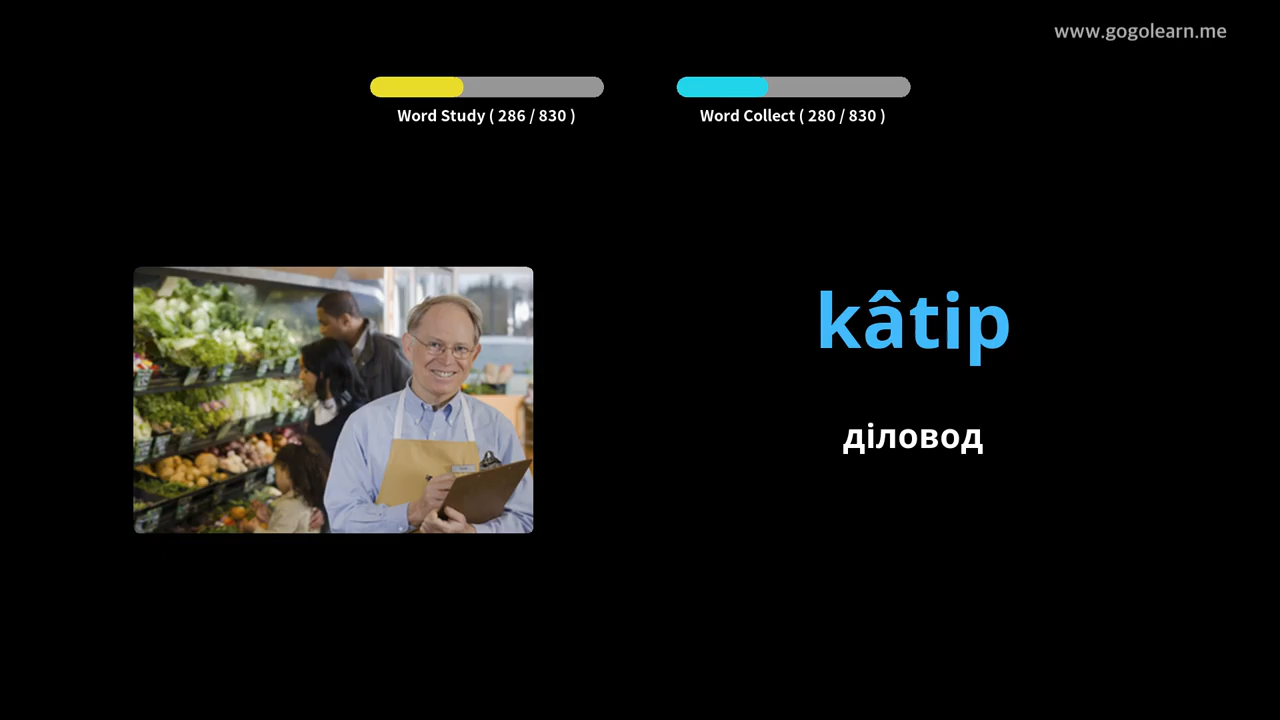 www.gogolearn.me
Word Study ( 286 / 830 )
Word Collect ( 280 / 830 )
kâtip
діловод